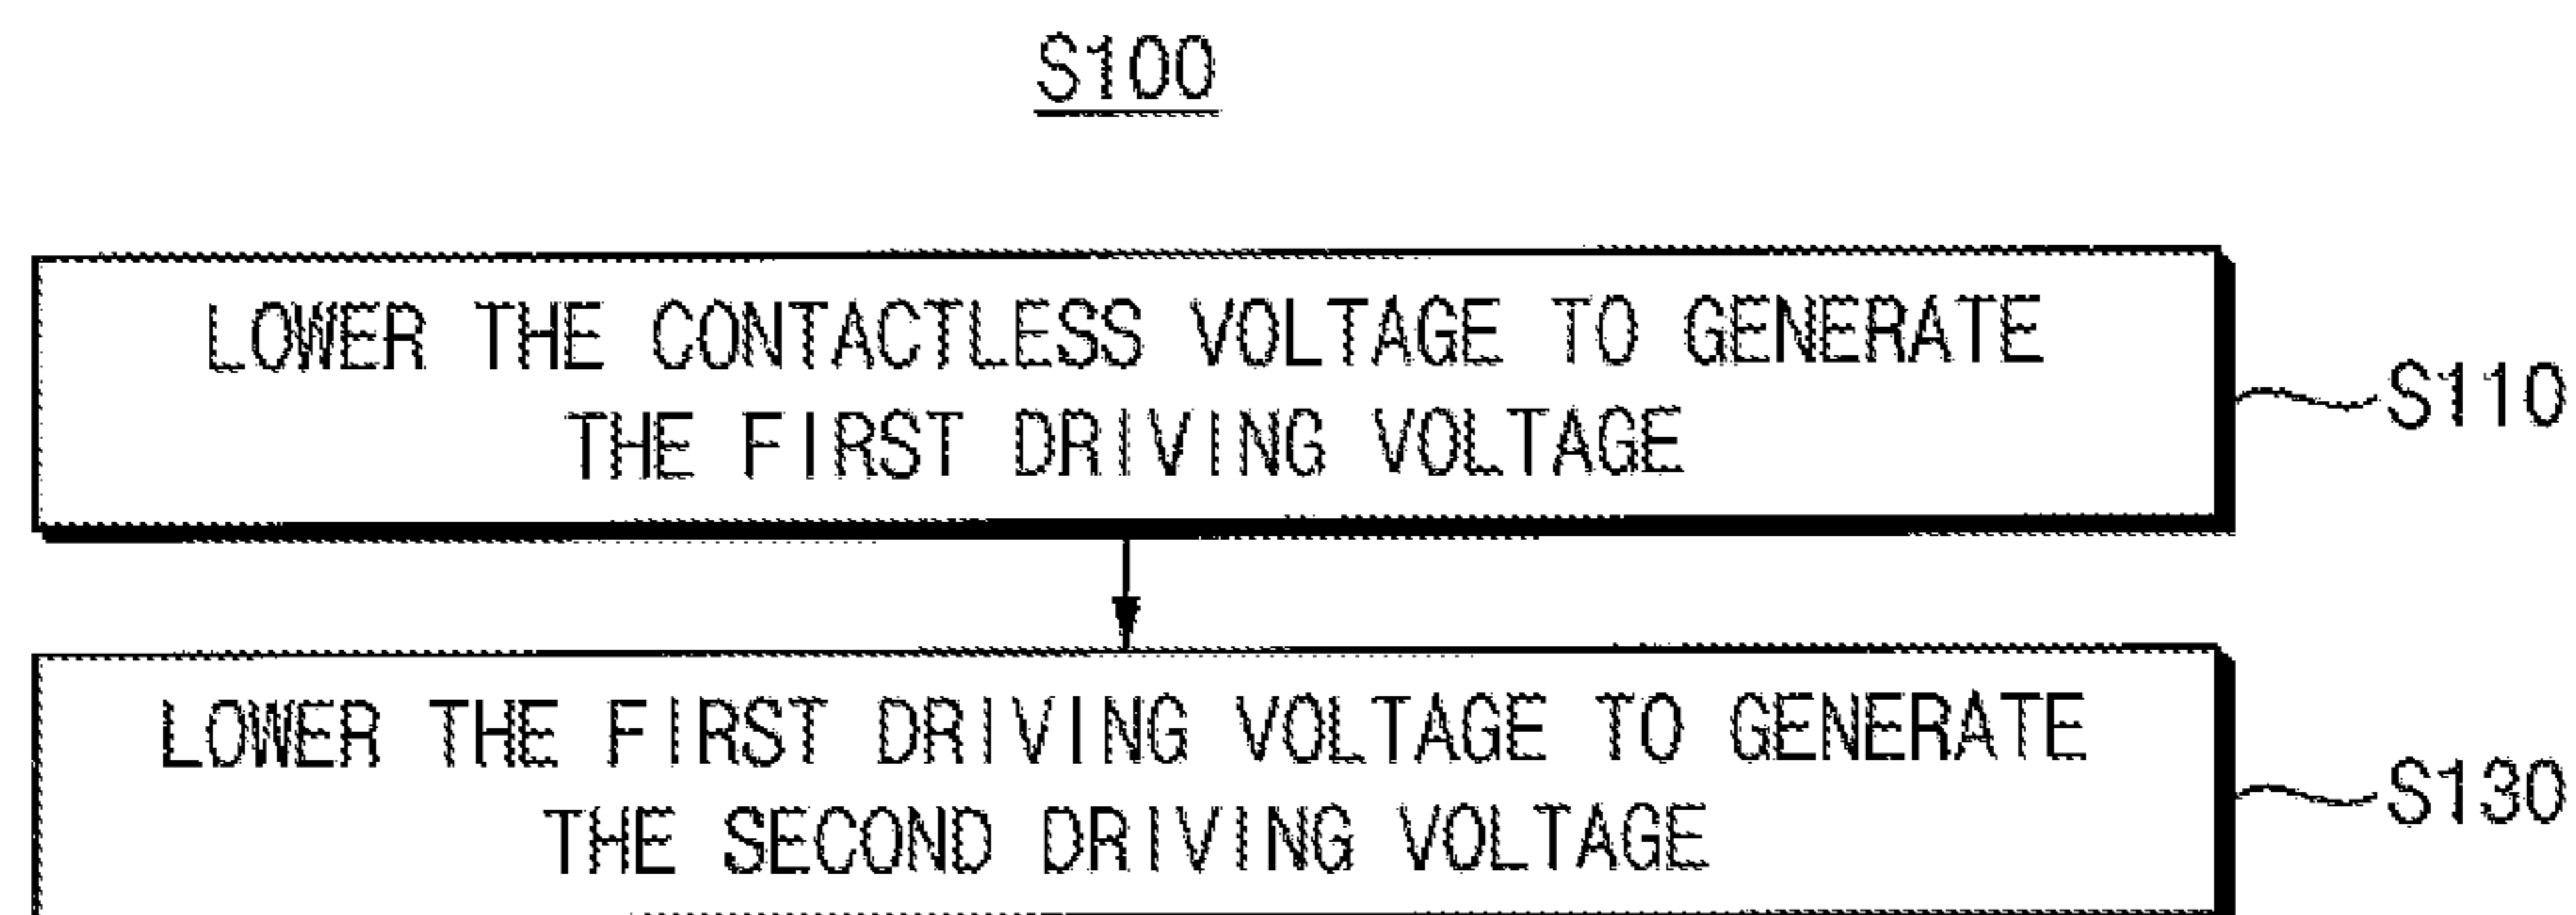 S100
LOWER THE CONTACTLESS VOLTAGE TO GENERATE
THE FIRST DRIVING VOLTAGE
S110
LOWER THE FIRST DRIVING VOLTAGE TO GENERATE
THE SECOND DRIVING VOLTAGE
S130